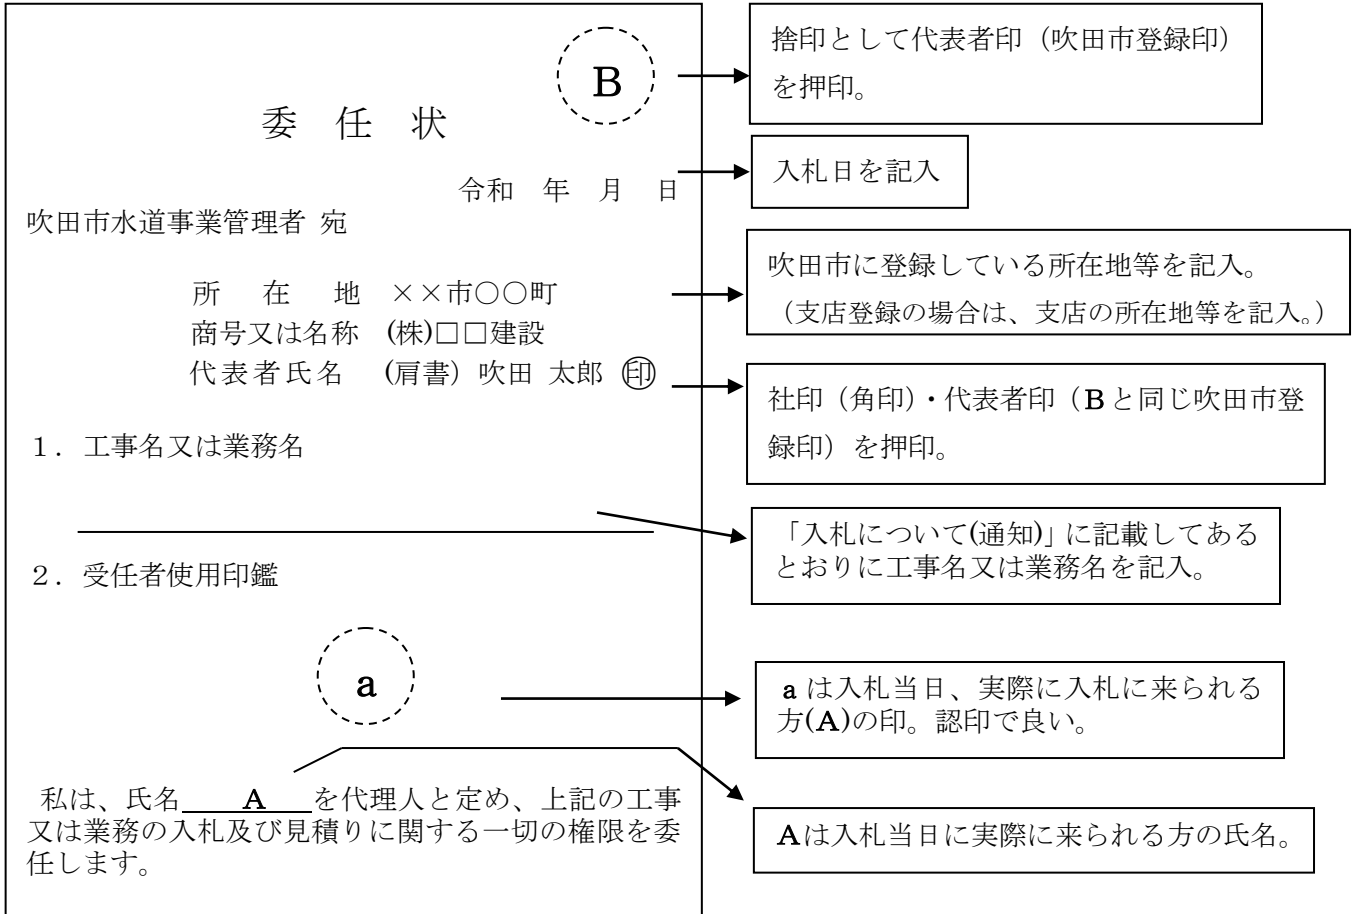 B
委 任 状
令和 年 月 日
吹田市水道事業管理者 宛
所 在 地 ××市○○町
商号又は名称 (株)□□建設
代表者氏名 (肩書) 吹田 太郎 ㊞
1. 工事名又は業務名
2. 受任者使用印鑑
a
私は、氏名 A を代理人と定め、上記の工事
又は業務の入札及び見積りに関する一切の権限を委
任します。
捨印として代表者印（吹田市登録印）
を押印。
入札日を記入
吹田市に登録している所在地等を記入。
（支店登録の場合は、支店の所在地等を記入。）
社印（角印）・代表者印（Bと同じ吹田市登
録印）を押印。
「入札について(通知)」に記載してある
とおりに工事名又は業務名を記入。
aは入札当日、実際に入札に来られる
方(A)の印。認印で良い。
Aは入札当日に実際に来られる方の氏名。